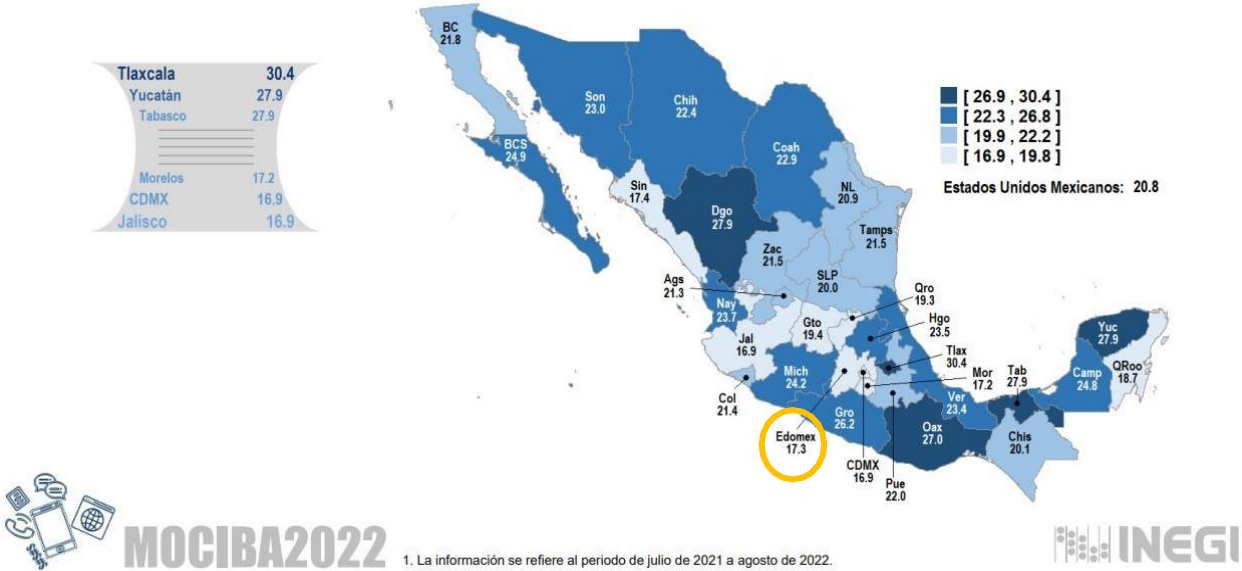 Tlaxcala 30.4
Yucatán 27.9
Tabasco 27.9
Morelos 17.2
CDMX 16.9
Jalisco 16.9
BC
21.8
Son
23.0
Chih
22.4
Coah
22.9
BCS
24.9
Sin
17.4
Dgo
27.9
NL
20.9
Tamps
21.5
Zac
21.5
SLP
20.0
Ags
21.3
Nay
23.7
Qro
19.3
Gto
19.4
Hgo
23.5
Jal
16.9
Tlax
30.4
Mich
24.2
Mor
17.2
Tab
27.9
Yuc
27.9
QRoo
18.7
Camp
24.8
Col
21.4
Ver
23.4
Gro
26.2
Edomex
17.3
Oax
27.0
Chis
20.1
CDMX
16.9
Pue
22.0
[ 26.9 , 30.4 ]
[ 22.3 , 26.8 ]
[ 19.9 , 22.2 ]
[ 16.9 , 19.8 ]
Estados Unidos Mexicanos: 20.8
MOCIBA2022
1. La información se refiere al periodo de julio de 2021 a agosto de 2022.
INEGI